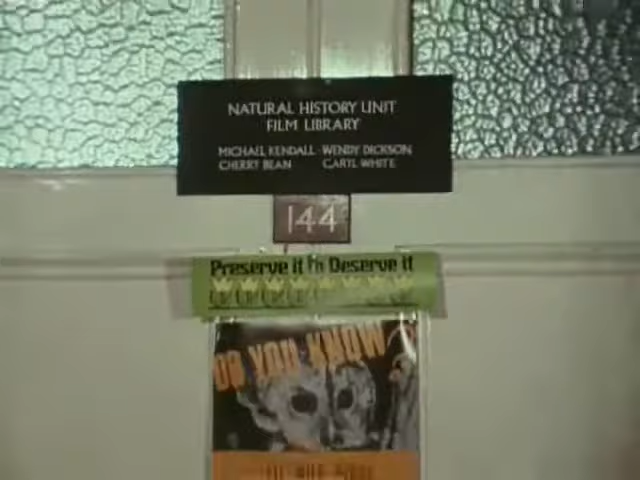 NATURAL HISTORY UNIT
FILM LIBRARY
MICHAEL KENDALL WENDY DICKSON
CHERRY BEAN CARYL WHITE
144
Preserve it to Deserve it
DO YOU KNOW